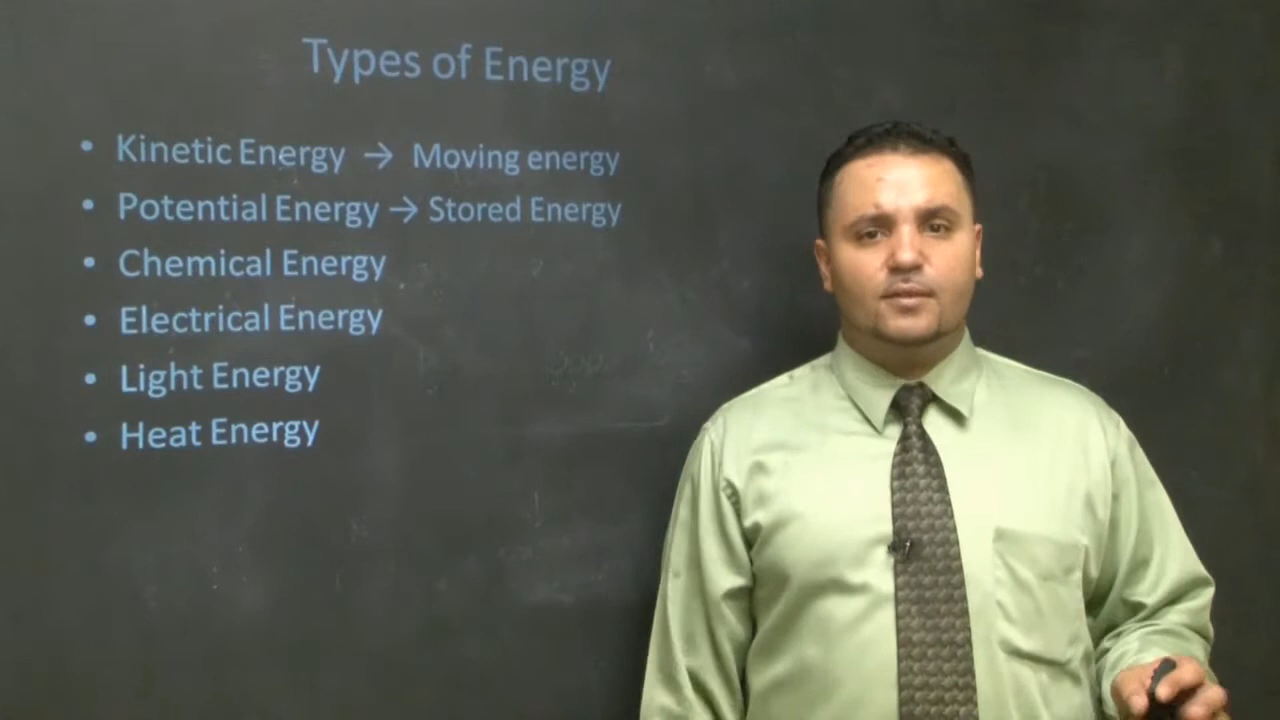 Types of Energy
• Kinetic Energy → Moving energy
• Potential Energy → Stored Energy
• Chemical Energy
• Electrical Energy
• Light Energy
• Heat Energy